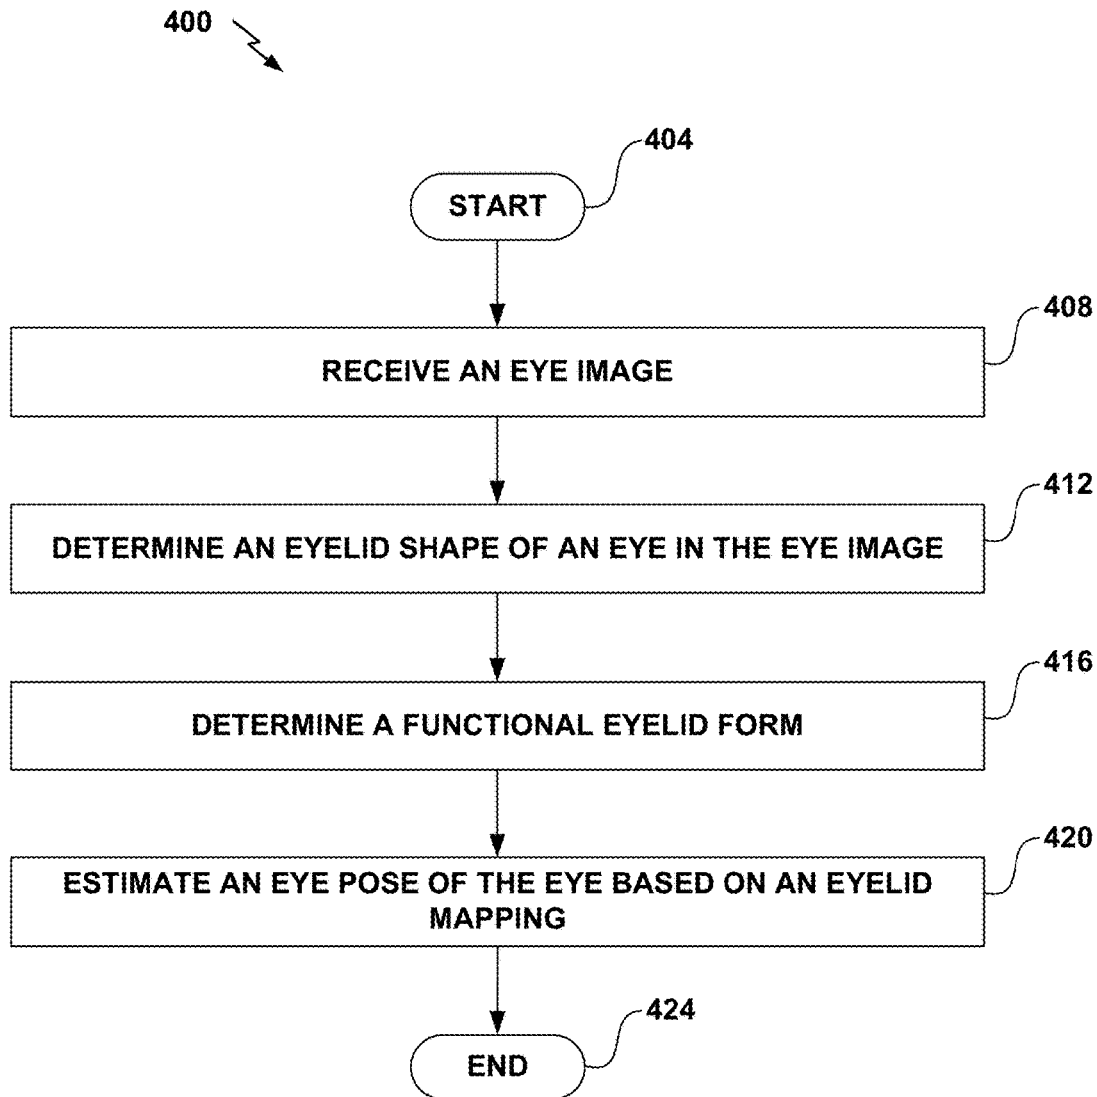 400
404
START
408
RECEIVE AN EYE IMAGE
412
DETERMINE AN EYELID SHAPE OF AN EYE IN THE EYE IMAGE
416
DETERMINE A FUNCTIONAL EYELID FORM
420
ESTIMATE AN EYE POSE OF THE EYE BASED ON AN EYELID
MAPPING
424
END